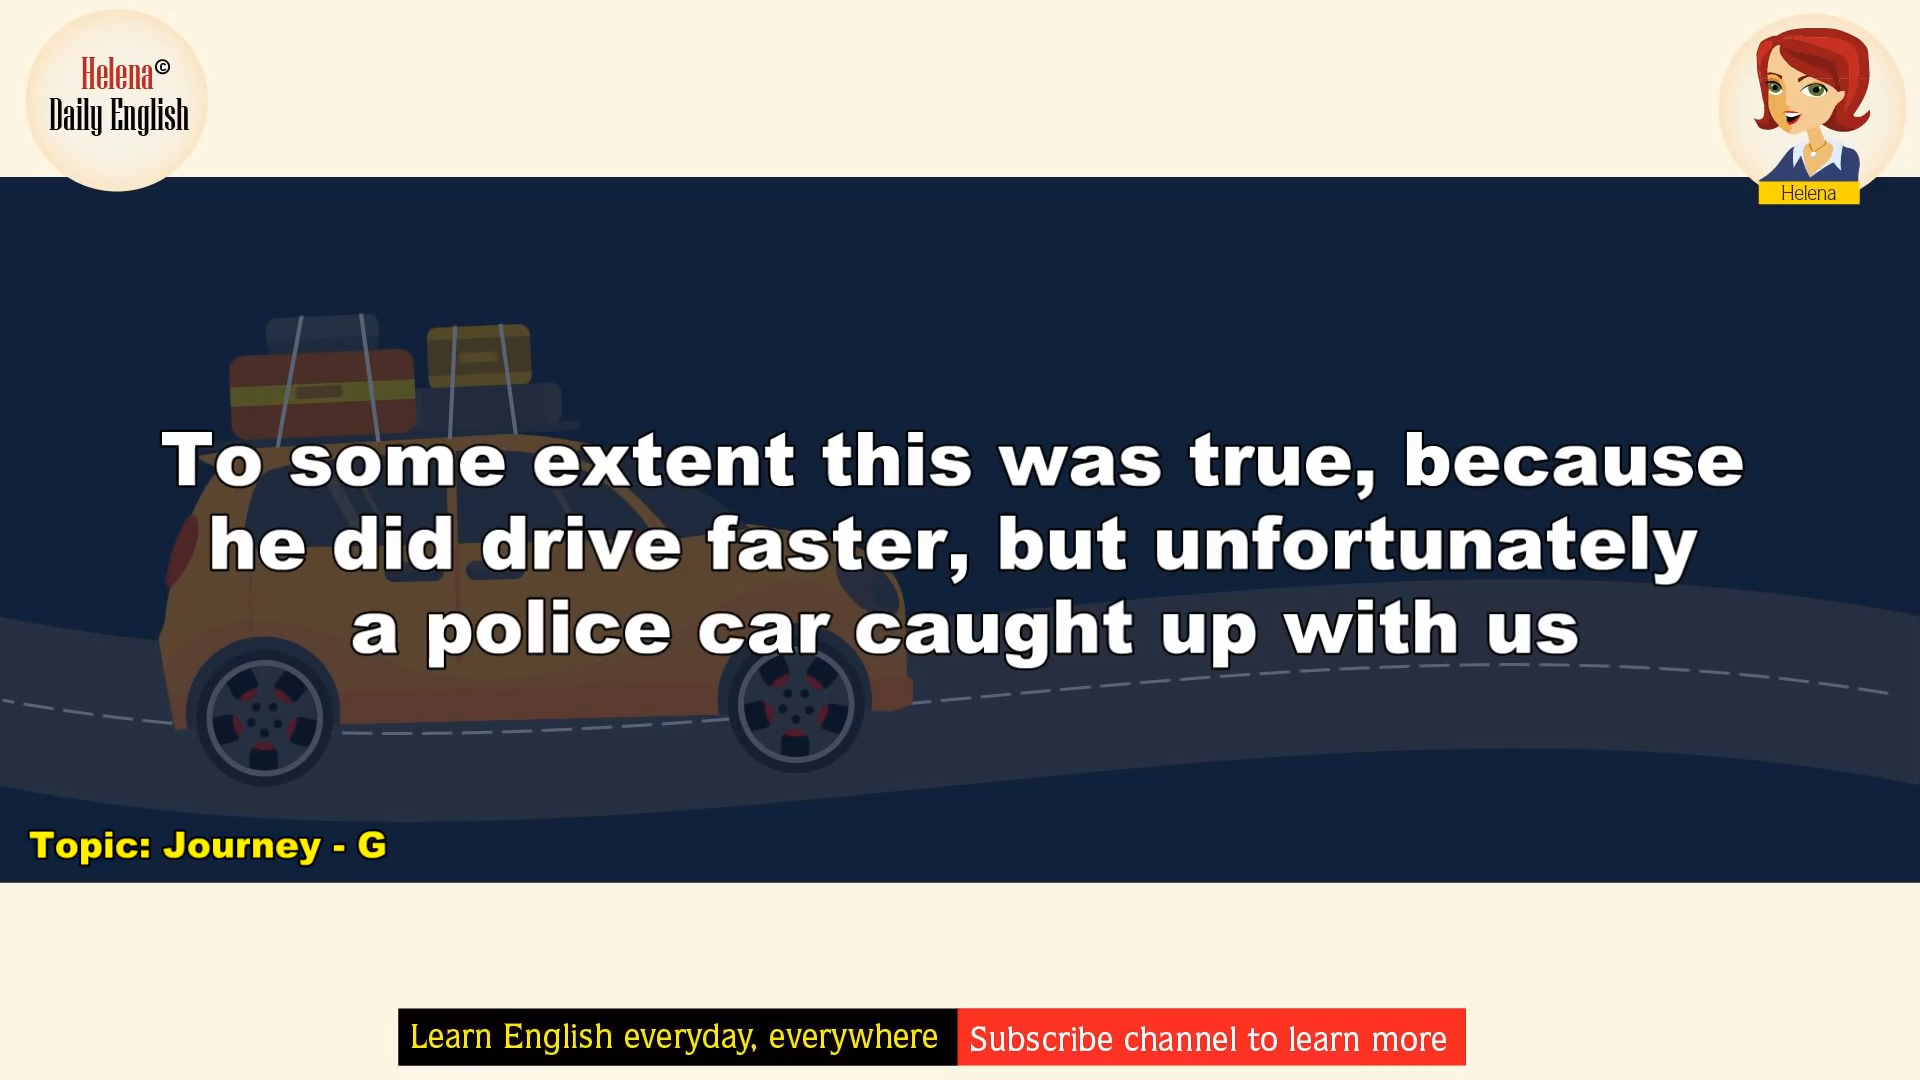 Helena©
Daily English
Helena
To some extent this was true, because
he did drive faster, but unfortunately
a police car caught up with us
Topic: Journey - G
Learn English everyday, everywhere
Subscribe channel to learn more